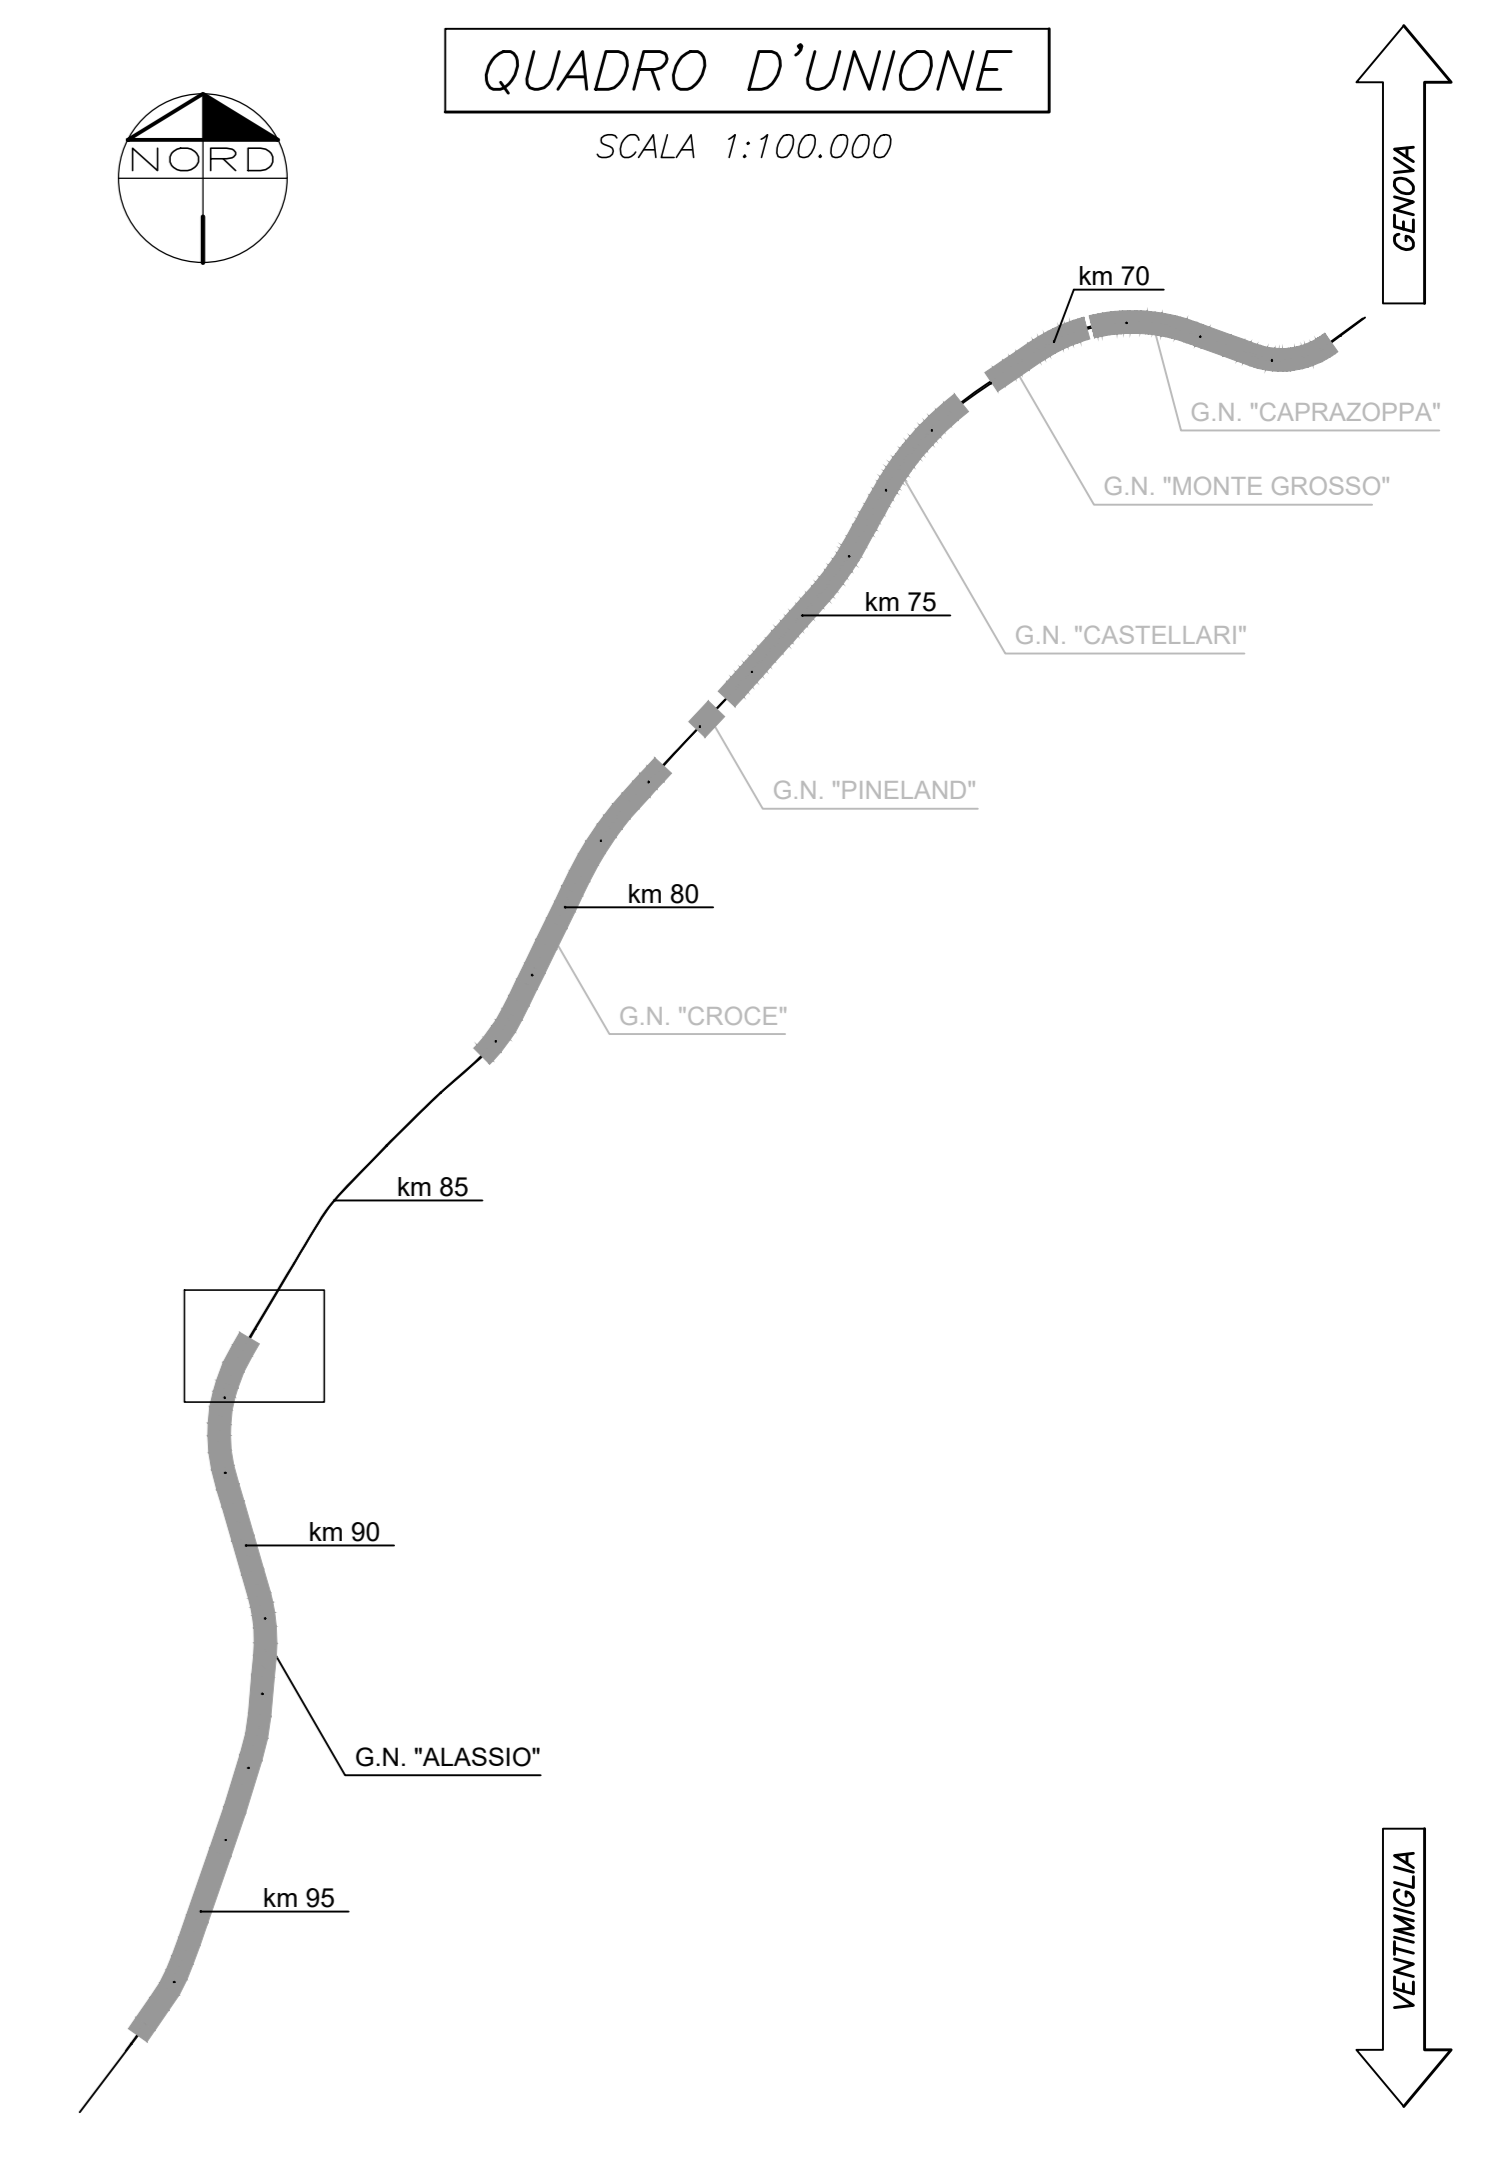 QUADRO D'UNIONE
SCALA 1:100.000
NORD
GENOVA
km 70
G.N. "CAPRAZOPPA"
G.N. "MONTE GROSSO"
km 75
G.N. "CASTELLARI"
G.N. "PINELAND"
km 80
G.N. "CROCE"
km 85
km 90
G.N. "ALASSIO"
km 95
VENTIMIGLIA